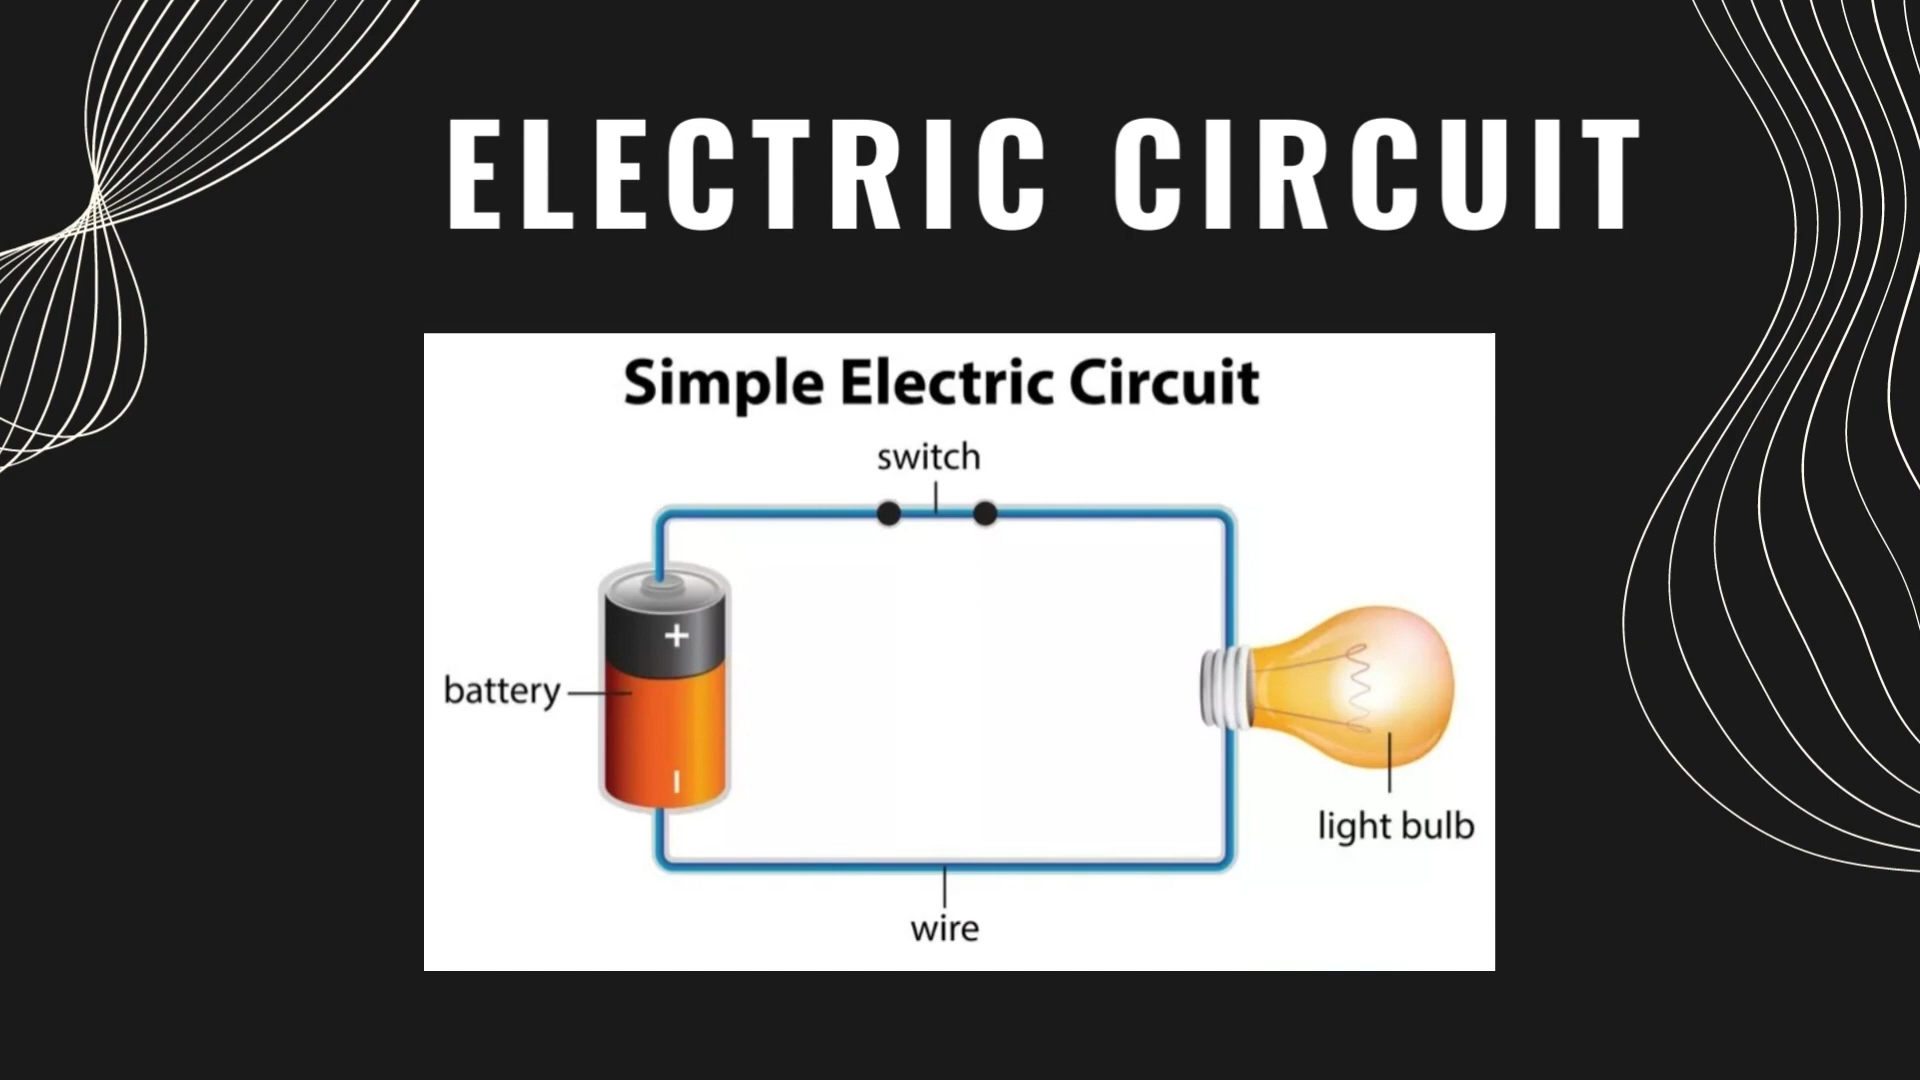 ELECTRIC CIRCUIT
Simple Electric Circuit
switch
+
battery
light bulb
wire